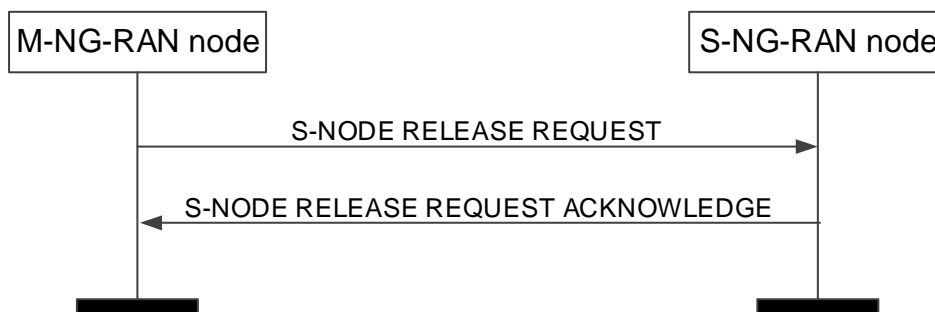 M-NG-RAN node
S-NG-RAN node
S-NODE RELEASE REQUEST
S-NODE RELEASE REQUEST ACKNOWLEDGE